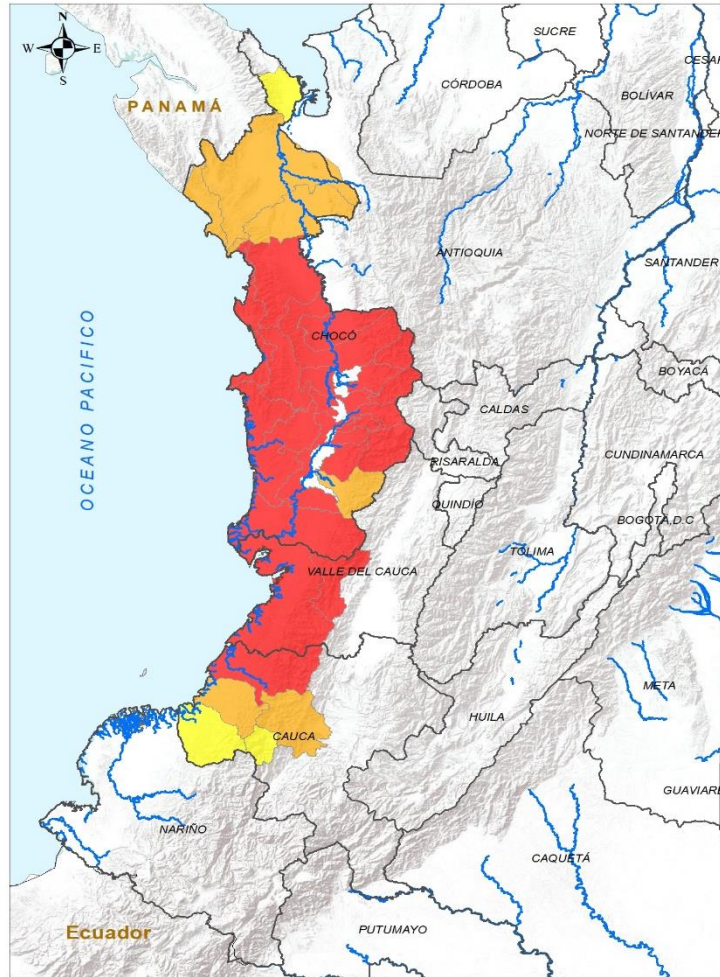 N
W E
S
SUCRE
CESAR
CÓRDOBA
BOLÍVAR
PANAMÁ
NORTE DE SANTANDER
ANTIOQUIA
SANTANDER
OCEANO PACIFICO
CHOCÓ
BOYACÁ
CALDAS
CUNDINAMARCA
RISARALDA
QUINDÍO
BOGOTÁ, D.C
TOLIMA
VALLE DEL CAUCA
META
HUILA
CAUCA
GUAVIARE
NARIÑO
CAQUETÁ
Ecuador
PUTUMAYO